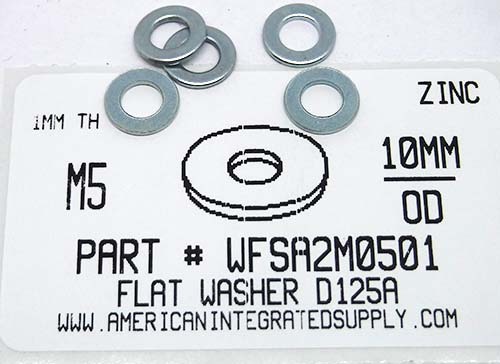 ZINC
1MM TH
M5
10MM
OD
PART # WFSA2M0501
FLAT WASHER D125A
WWW.AMERICANINTEGRATEDSUPPLY.COM